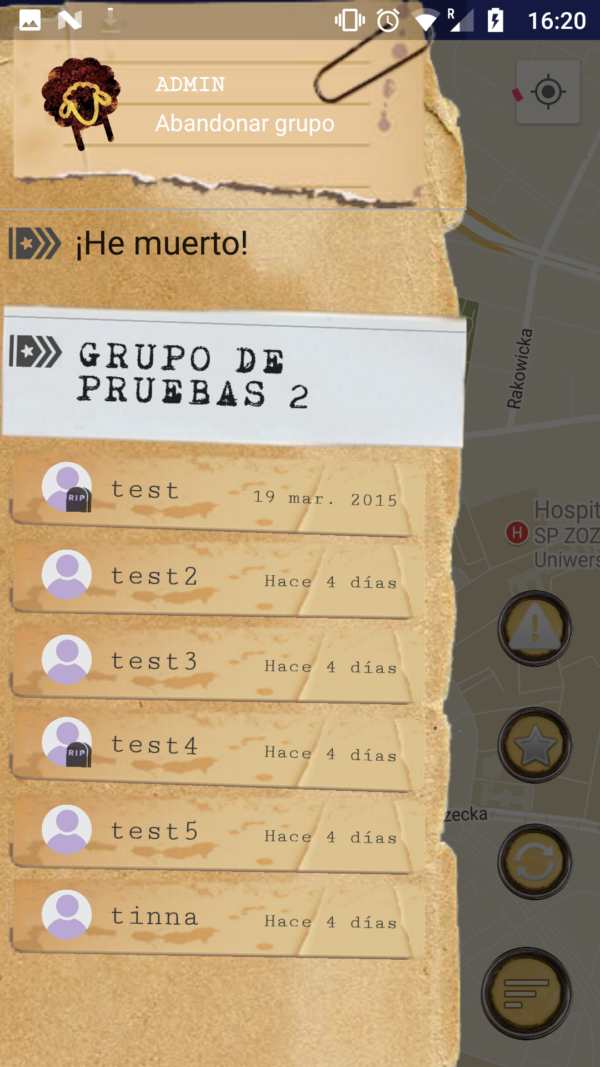 R
16:20
ADMIN
Abandonar grupo
¡He muerto!
GRUPO DE
PRUEBAS 2
Rakowicka
RIP
test
19 mar. 2015
Hospit
H
SP ZOZ
Uniwers
test2
Hace 4 días
test3
Hace 4 días
RIP
test4
Hace 4 días
zecka
test5
Hace 4 días
tinna
Hace 4 días